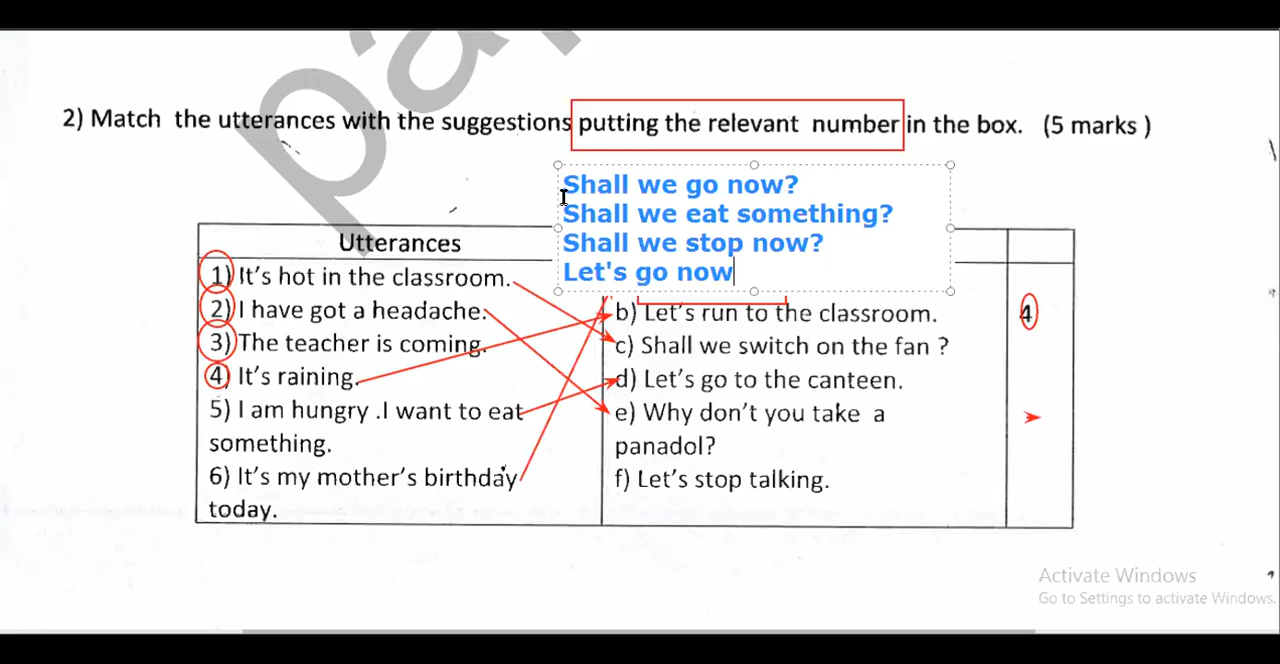 2) Match the utterances with the suggestions putting the relevant number in the box. (5 marks )
Shall we go now?
Shall we eat something?
Shall we stop now?
Let's go now
Utterances
1) It's hot in the classroom.
2) I have got a headache.
3) The teacher is coming.
4) It's raining.
5) I am hungry .I want to eat
something.
6) It's my mother's birthday
today.
b) Let's run to the classroom.
c) Shall we switch on the fan ?
d) Let's go to the canteen.
e) Why don't you take a
panadol?
f) Let's stop talking.
4
Activate Windows
Go to Settings to activate Windows.